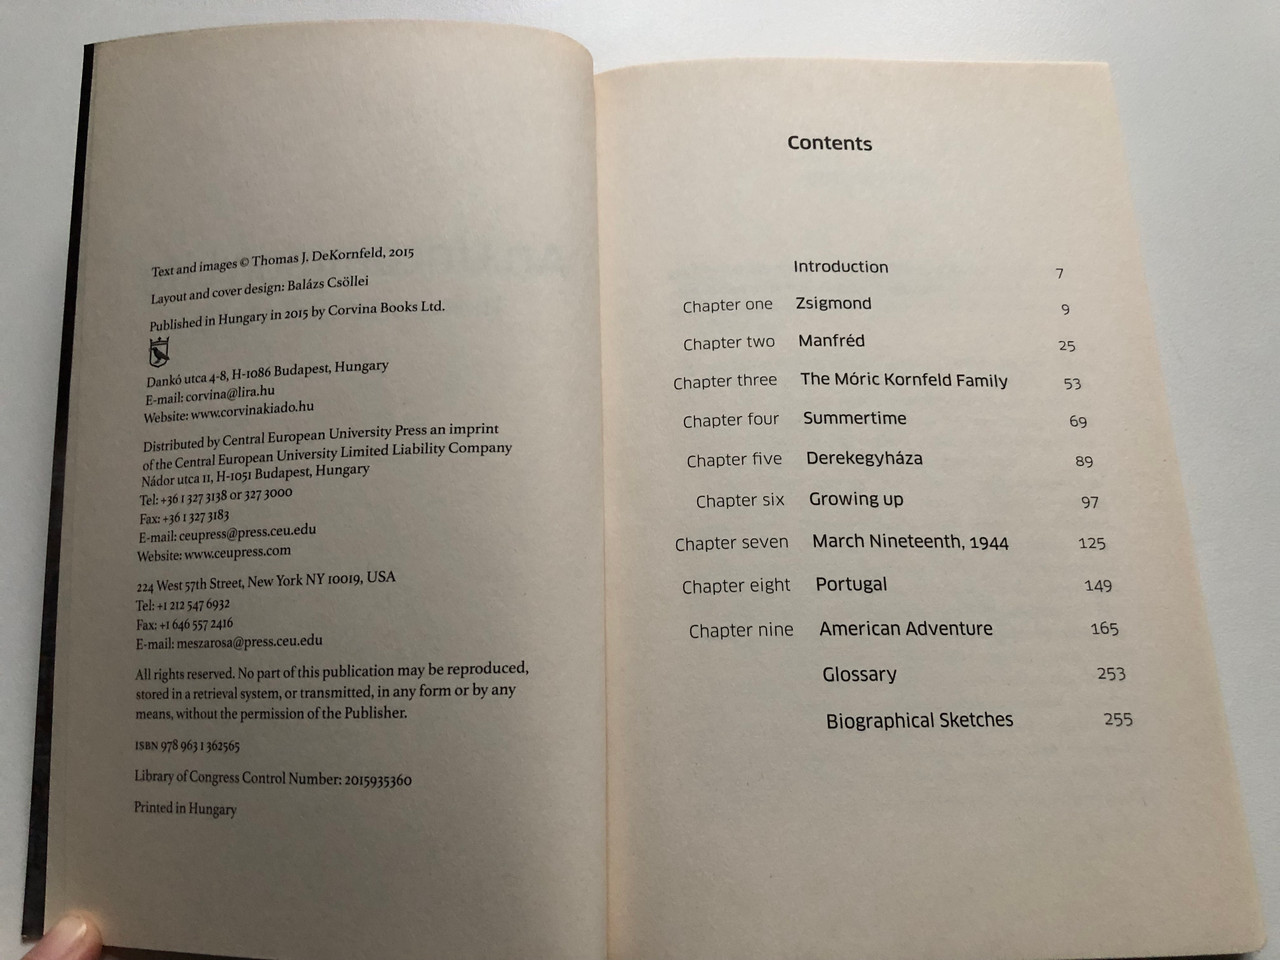 Text and images © Thomas J. DeKornfeld, 2015
Layout and cover design: Balázs Csöllei
Published in Hungary in 2015 by Corvina Books Ltd.
Dankó utca 4-8, H-1086 Budapest, Hungary
E-mail: corvina@lira.hu
Website: www.corvinakiado.hu
Distributed by Central European University Press an imprint
of the Central European University Limited Liability Company
Nádor utca 11, H-1051 Budapest, Hungary
Tel: +36 1 327 3138 or 327 3000
Fax: +36 1 327 3183
E-mail: ceupress@press.ceu.edu
Website: www.ceupress.com
224 West 57th Street, New York NY 10019, USA
Tel: +1 212 547 6932
Fax: +1 646 557 2416
E-mail: meszarosa@press.ceu.edu
All rights reserved. No part of this publication may be reproduced,
stored in a retrieval system, or transmitted, in any form or by any
means, without the permission of the Publisher.
ISBN 978 963 1 362565
Library of Congress Control Number: 2015935360
Printed in Hungary
Contents
Introduction 7
Chapter one Zsigmond 9
Chapter two Manfréd 25
Chapter three The Móric Kornfeld Family 53
Chapter four Summertime 69
Chapter five Derekegyháza 89
Chapter six Growing up 97
Chapter seven March Nineteenth, 1944 125
Chapter eight Portugal 149
Chapter nine American Adventure 165
Glossary 253
Biographical Sketches 255